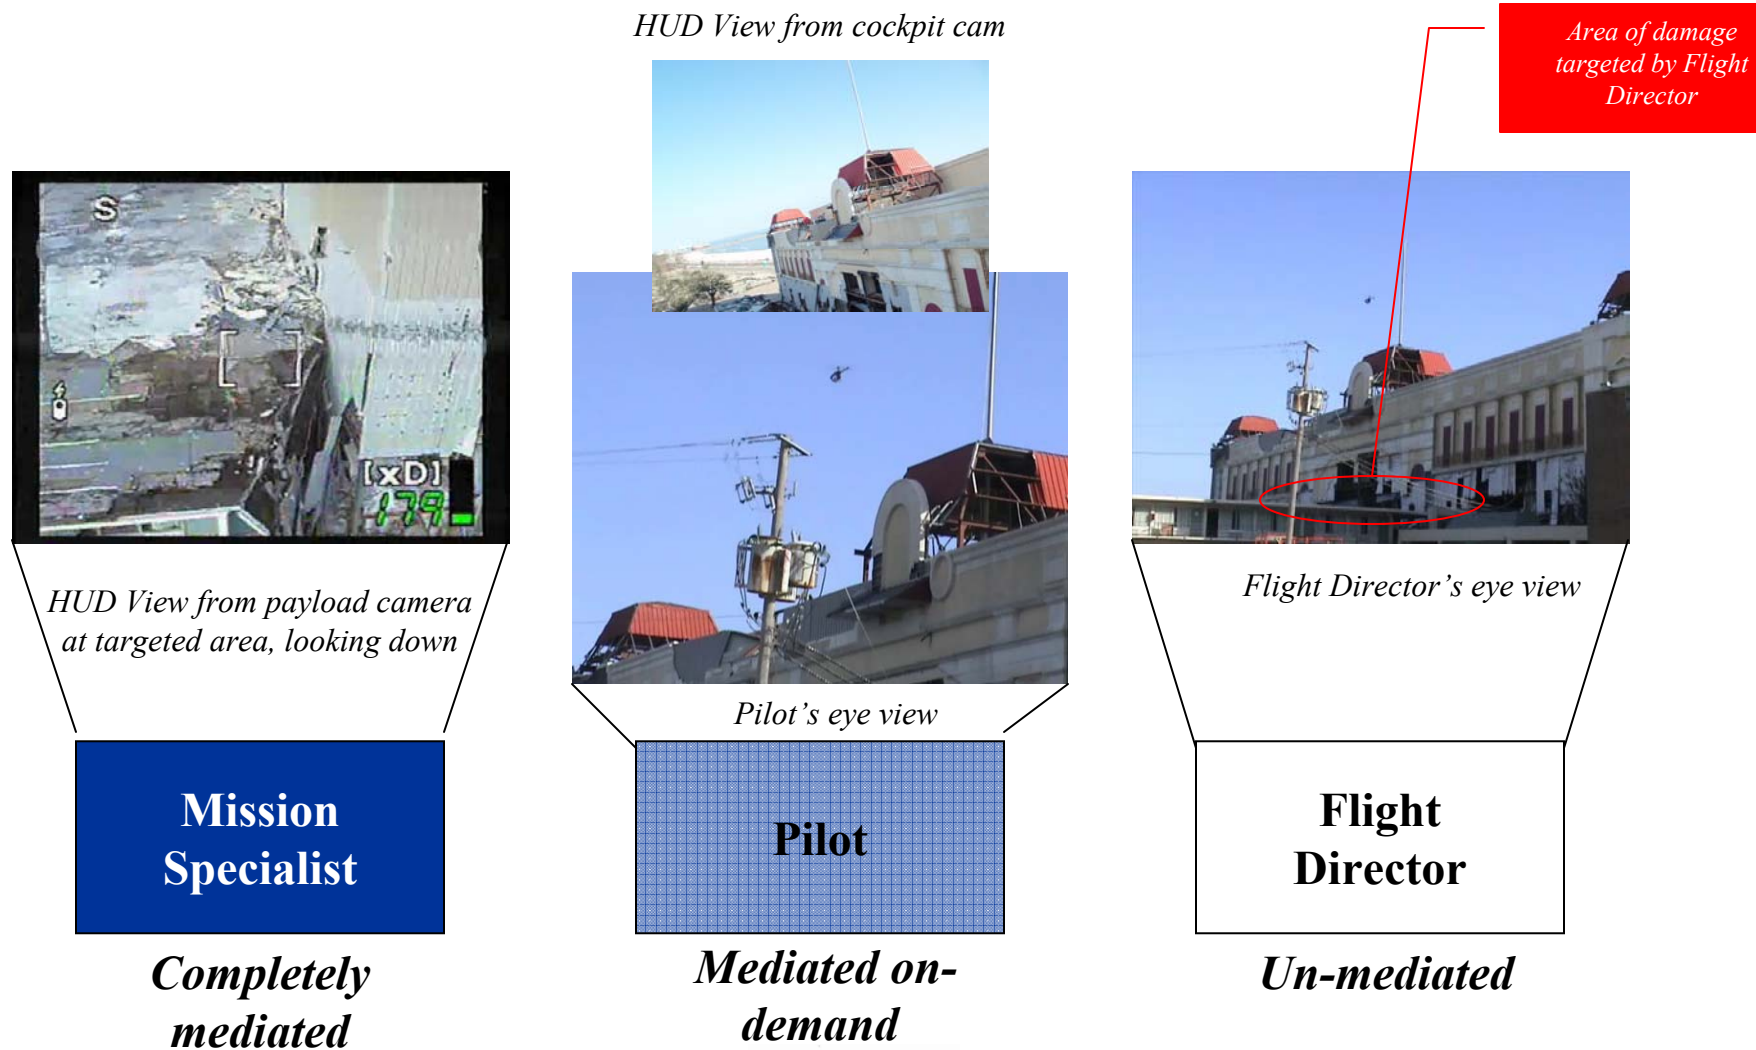 HUD View from cockpit cam
Area of damage
targeted by Flight
Director
S
[xD]
179
HUD View from payload camera
at targeted area, looking down
Pilot’s eye view
Flight Director’s eye view
Mission
Specialist
Pilot
Flight
Director
Completely
mediated
Mediated on-
demand
Un-mediated